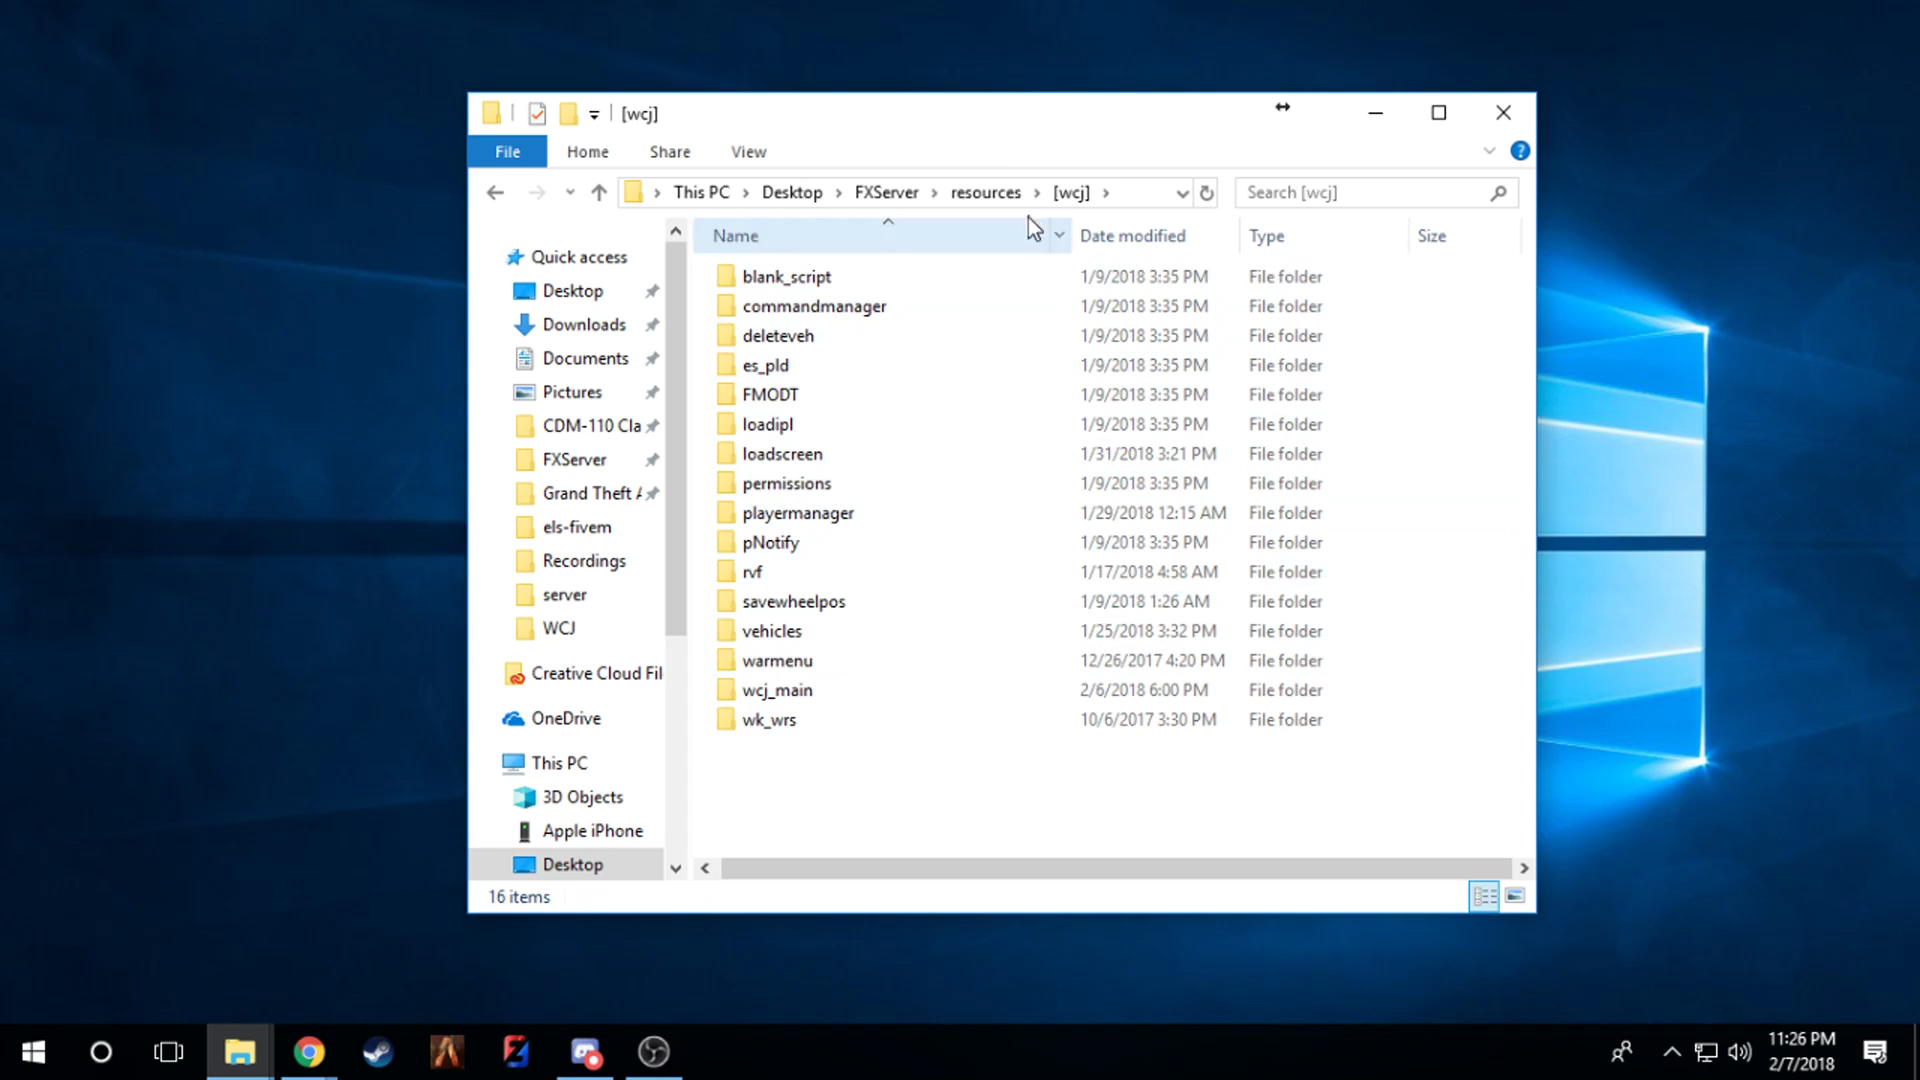 [wcj]
File Home Share View
This PC Desktop FXServer resources [wcj] Search [wcj]
Name Date modified Type Size
Quick access
Desktop
Downloads
Documents
Pictures
CDM-110 Cla
FXServer
Grand Theft A
els-fivem
Recordings
server
WCJ
Creative Cloud Fil
OneDrive
This PC
3D Objects
Apple iPhone
Desktop
blank_script 1/9/2018 3:35 PM File folder
commandmanager 1/9/2018 3:35 PM File folder
deleteveh 1/9/2018 3:35 PM File folder
es_pld 1/9/2018 3:35 PM File folder
FMODT 1/9/2018 3:35 PM File folder
loadipl 1/9/2018 3:35 PM File folder
loadscreen 1/31/2018 3:21 PM File folder
permissions 1/9/2018 3:35 PM File folder
playermanager 1/29/2018 12:15 AM File folder
pNotify 1/9/2018 3:35 PM File folder
rvf 1/17/2018 4:58 AM File folder
savewheelpos 1/9/2018 1:26 AM File folder
vehicles 1/25/2018 3:32 PM File folder
warmenu 12/26/2017 4:20 PM File folder
wcj_main 2/6/2018 6:00 PM File folder
wk_wrs 10/6/2017 3:30 PM File folder
16 items
11:26 PM
2/7/2018